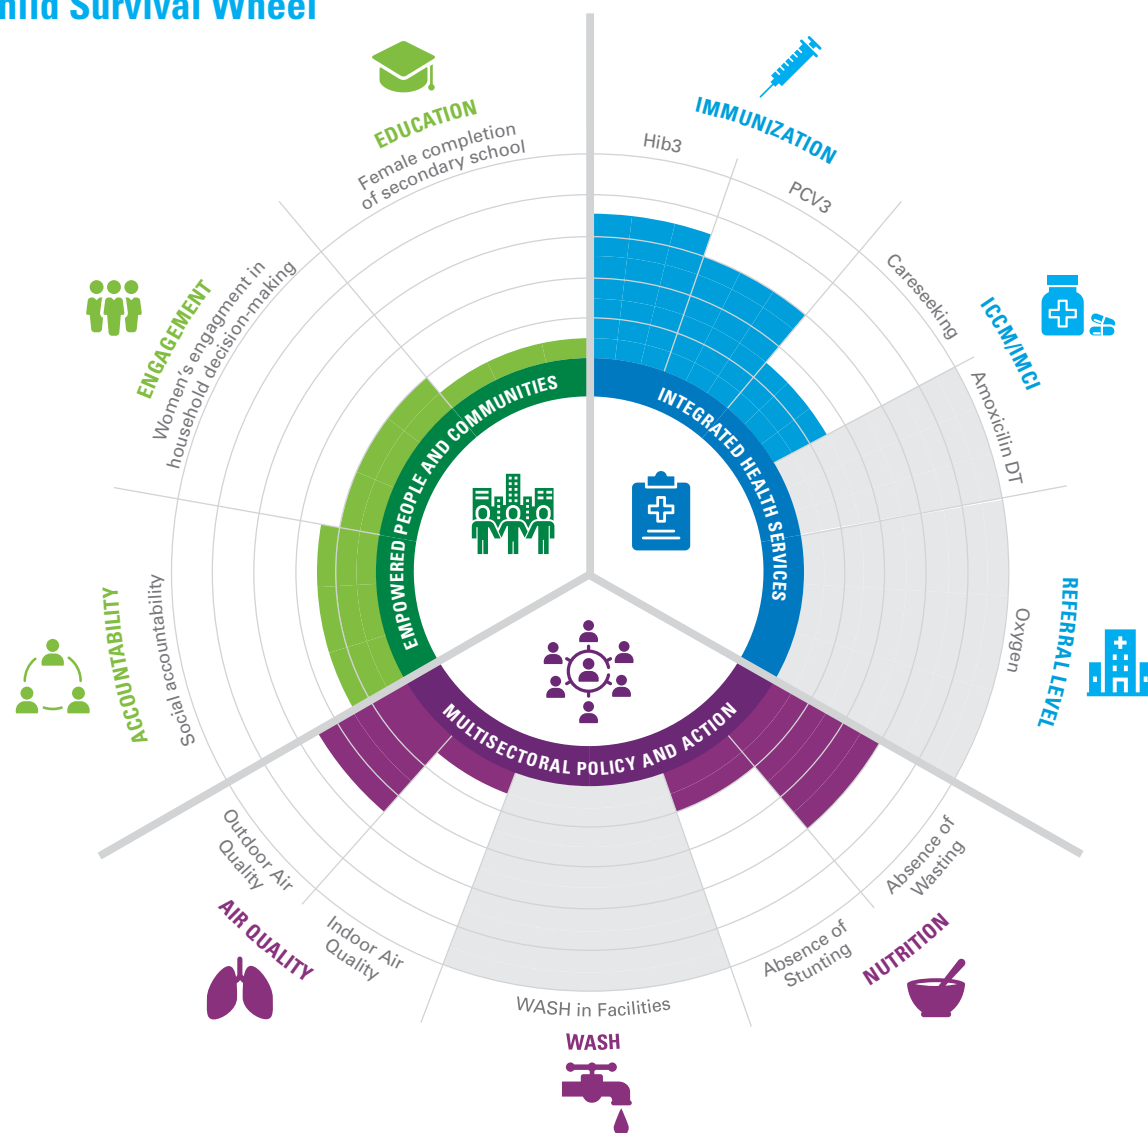 hild Survival Wheel
EDUCATION
Female completion
of secondary school
IMMUNIZATION
Hib3
PCV3
Careseeking
ICCM/IMCI
Amoxicilin DT
REFERRAL LEVEL
Oxygen
ENGAGEMENT
Women's engagment in
household decision-making
ACCOUNTABILITY
Social accountability
EMPOWERED PEOPLE AND COMMUNITIES
INTEGRATED HEALTH SERVICES
MULTISECTORAL POLICY AND ACTION
Outdoor Air
Quality
AIR QUALITY
Indoor Air
Quality
WASH in Facilities
WASH
Absence of
Stunting
Absence of
Wasting
NUTRITION